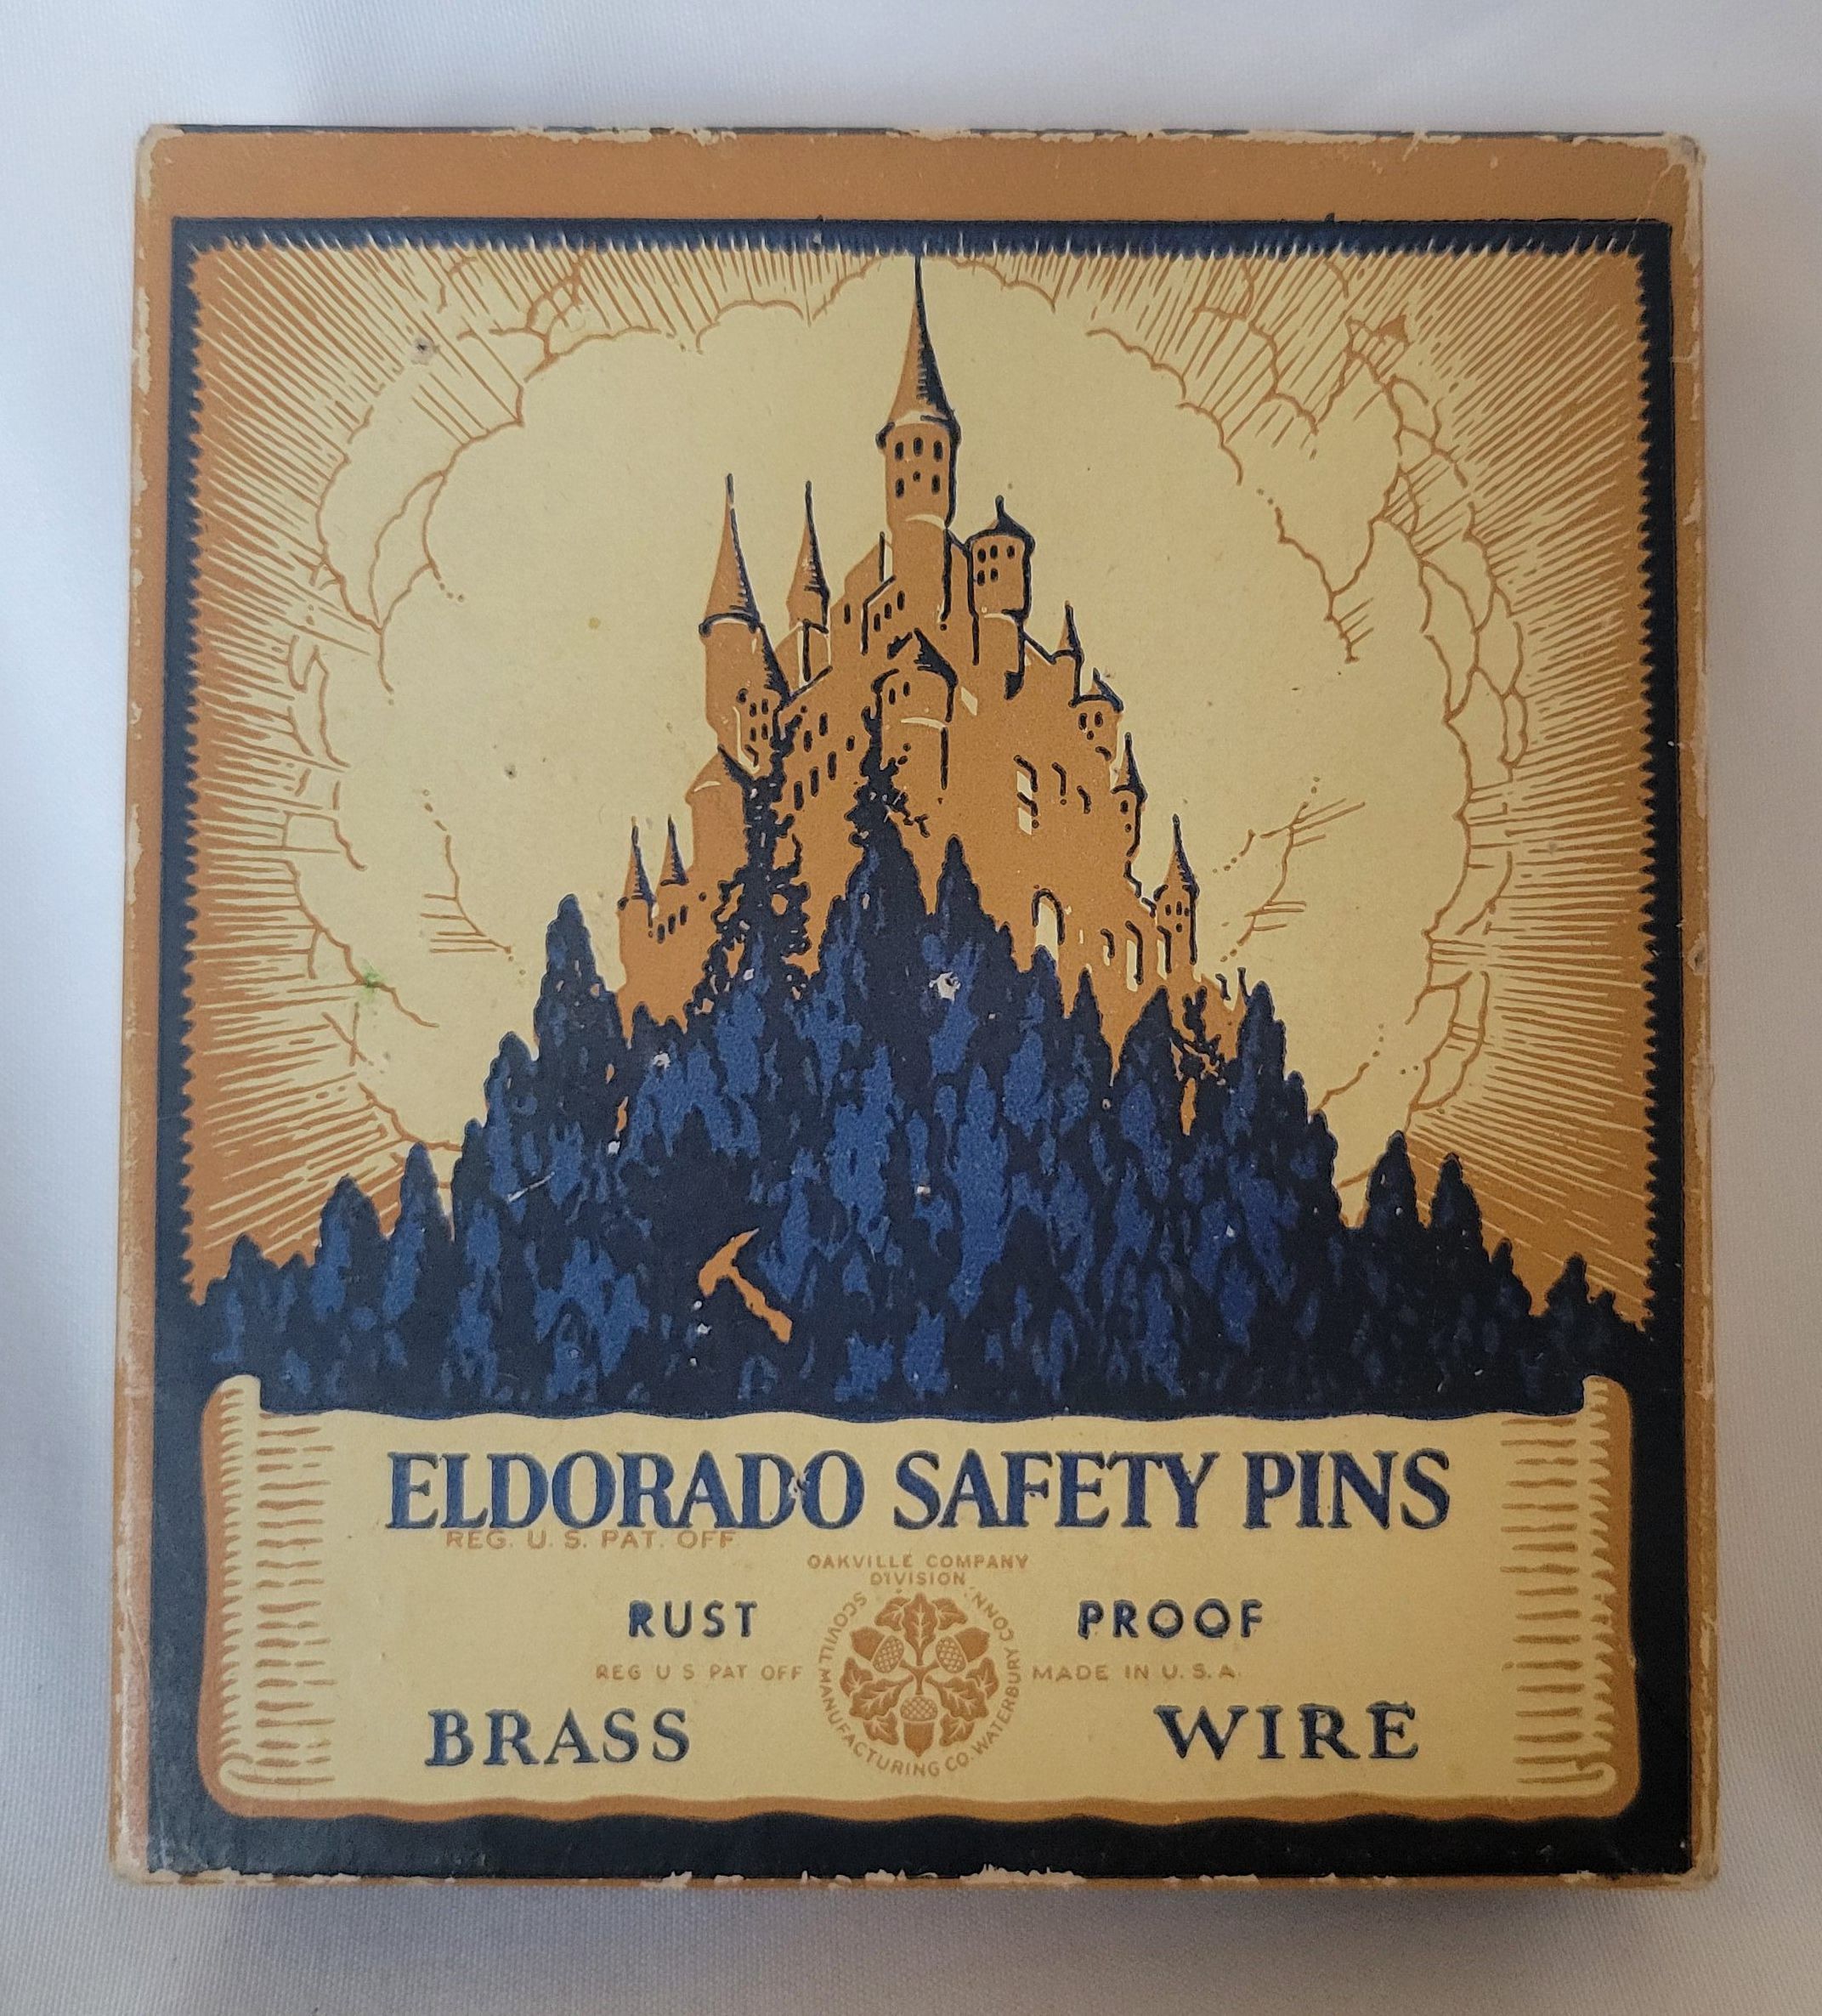 ELDORADO SAFETY PINS
REG. U. S. PAT. OFF.
OAKVILLE COMPANY
DIVISION
SCOVILL MANUFACTURING CO. WATERBURY CONN.
RUST PROOF
REG U S PAT OFF MADE IN U. S. A.
BRASS WIRE